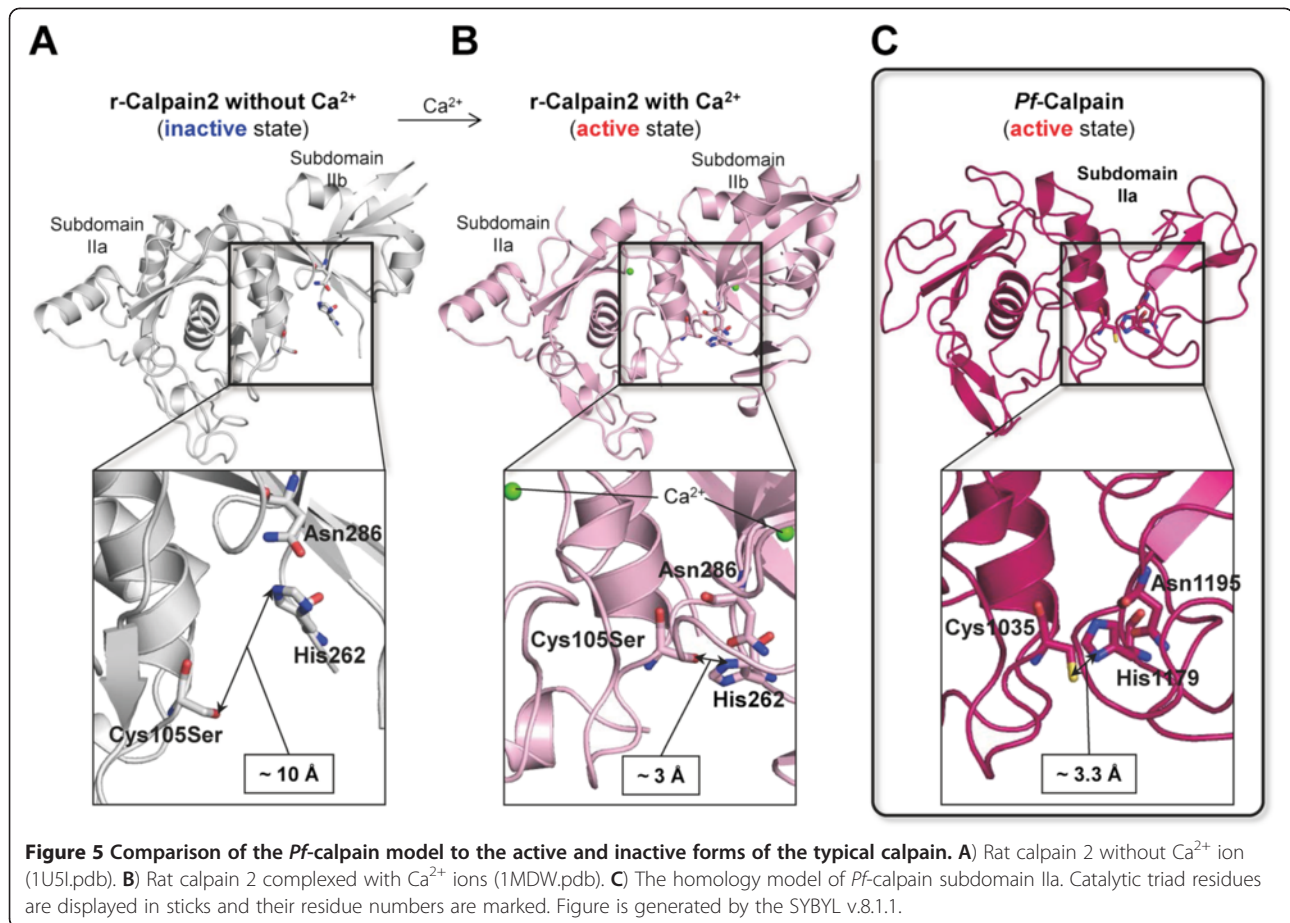 A
B
C
r-Calpain2 without Ca²⁺
(inactive state)
Ca²⁺
r-Calpain2 with Ca²⁺
(active state)
Pf-Calpain
(active state)
Subdomain
IIb
Subdomain
IIa
Subdomain
IIb
Subdomain
IIa
Subdomain
IIa
Asn286
His262
Cys105Ser
~ 10 Å
Ca²⁺
Asn286
Cys105Ser
His262
~ 3 Å
Asn1195
Cys1035
His1179
~ 3.3 Å
Figure 5 Comparison of the Pf-calpain model to the active and inactive forms of the typical calpain. A) Rat calpain 2 without Ca²⁺ ion
(1U5I.pdb). B) Rat calpain 2 complexed with Ca²⁺ ions (1MDW.pdb). C) The homology model of Pf-calpain subdomain IIa. Catalytic triad residues
are displayed in sticks and their residue numbers are marked. Figure is generated by the SYBYL v.8.1.1.